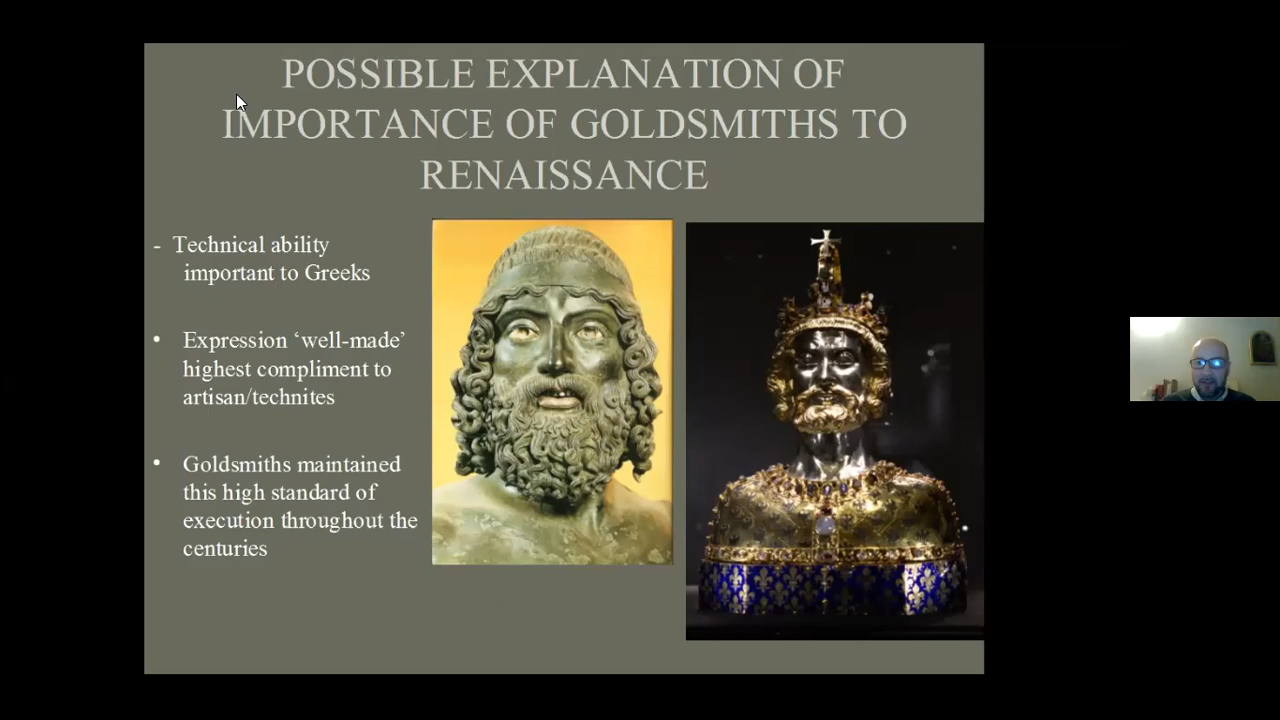 POSSIBLE EXPLANATION OF
IMPORTANCE OF GOLDSMITHS TO
RENAISSANCE
- Technical ability
important to Greeks
• Expression ‘well-made’
highest compliment to
artisan/technites
• Goldsmiths maintained
this high standard of
execution throughout the
centuries